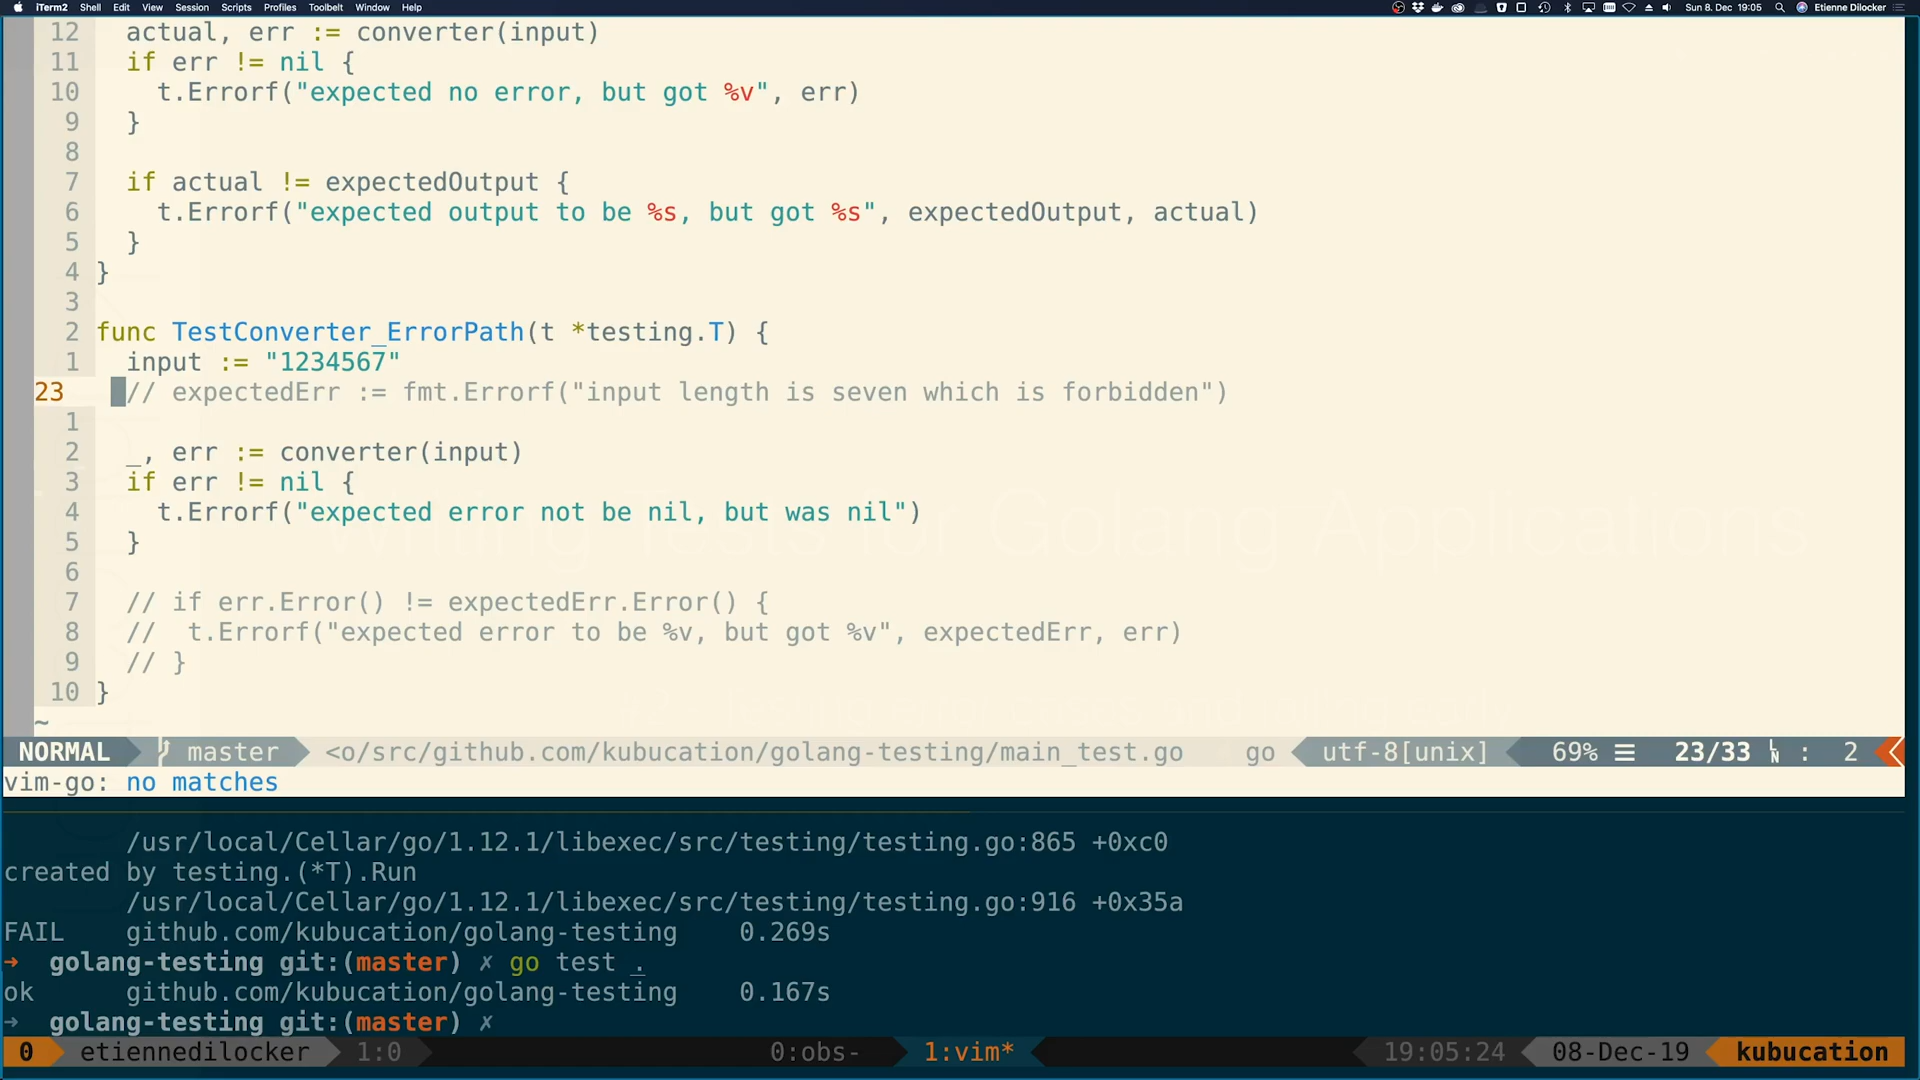 iTerm2 Shell Edit View Session Scripts Profiles Toolbelt Window Help Sun 8. Dec 19:05 Etienne Dilocker
12 actual, err := converter(input)
11 if err != nil {
10 t.Errorf("expected no error, but got %v", err)
9 }
8
7 if actual != expectedOutput {
6 t.Errorf("expected output to be %s, but got %s", expectedOutput, actual)
5 }
4 }
3
2 func TestConverter_ErrorPath(t *testing.T) {
1 input := "1234567"
23 // expectedErr := fmt.Errorf("input length is seven which is forbidden")
1
2 _, err := converter(input)
3 if err != nil {
4 t.Errorf("expected error not be nil, but was nil")
5 }
6
7 // if err.Error() != expectedErr.Error() {
8 // t.Errorf("expected error to be %v, but got %v", expectedErr, err)
9 // }
10 }
~
Writing Tests for Golang Applications
NORMAL master <o/src/github.com/kubucation/golang-testing/main_test.go go utf-8[unix] 69% ☰ 23/33 : 2
vim-go: no matches
/usr/local/Cellar/go/1.12.1/libexec/src/testing/testing.go:865 +0xc0
created by testing.(*T).Run
/usr/local/Cellar/go/1.12.1/libexec/src/testing/testing.go:916 +0x35a
FAIL github.com/kubucation/golang-testing 0.269s
→ golang-testing git:(master) ✗ go test .
ok github.com/kubucation/golang-testing 0.167s
→ golang-testing git:(master) ✗
0 etiennedilocker 1:0 0:obs- 1:vim* 19:05:24 08-Dec-19 kubucation